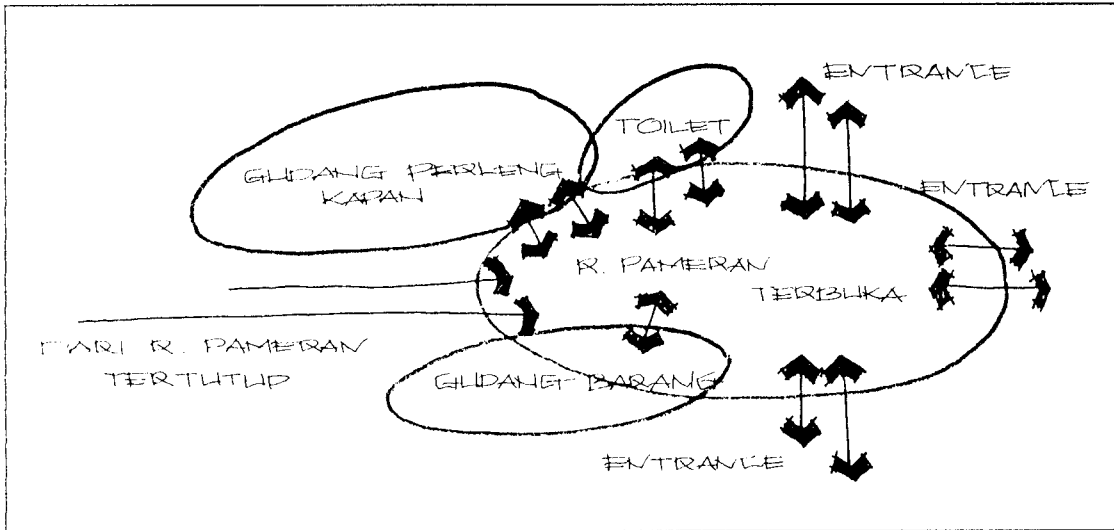 ENTRANCE
TOILET
GUDANG PERLENG
KAPAN
ENTRANCE
R. PAMERAN
TERBUKA
DARI R. PAMERAN
TERTUTUP
GUDANG BARANG
ENTRANCE